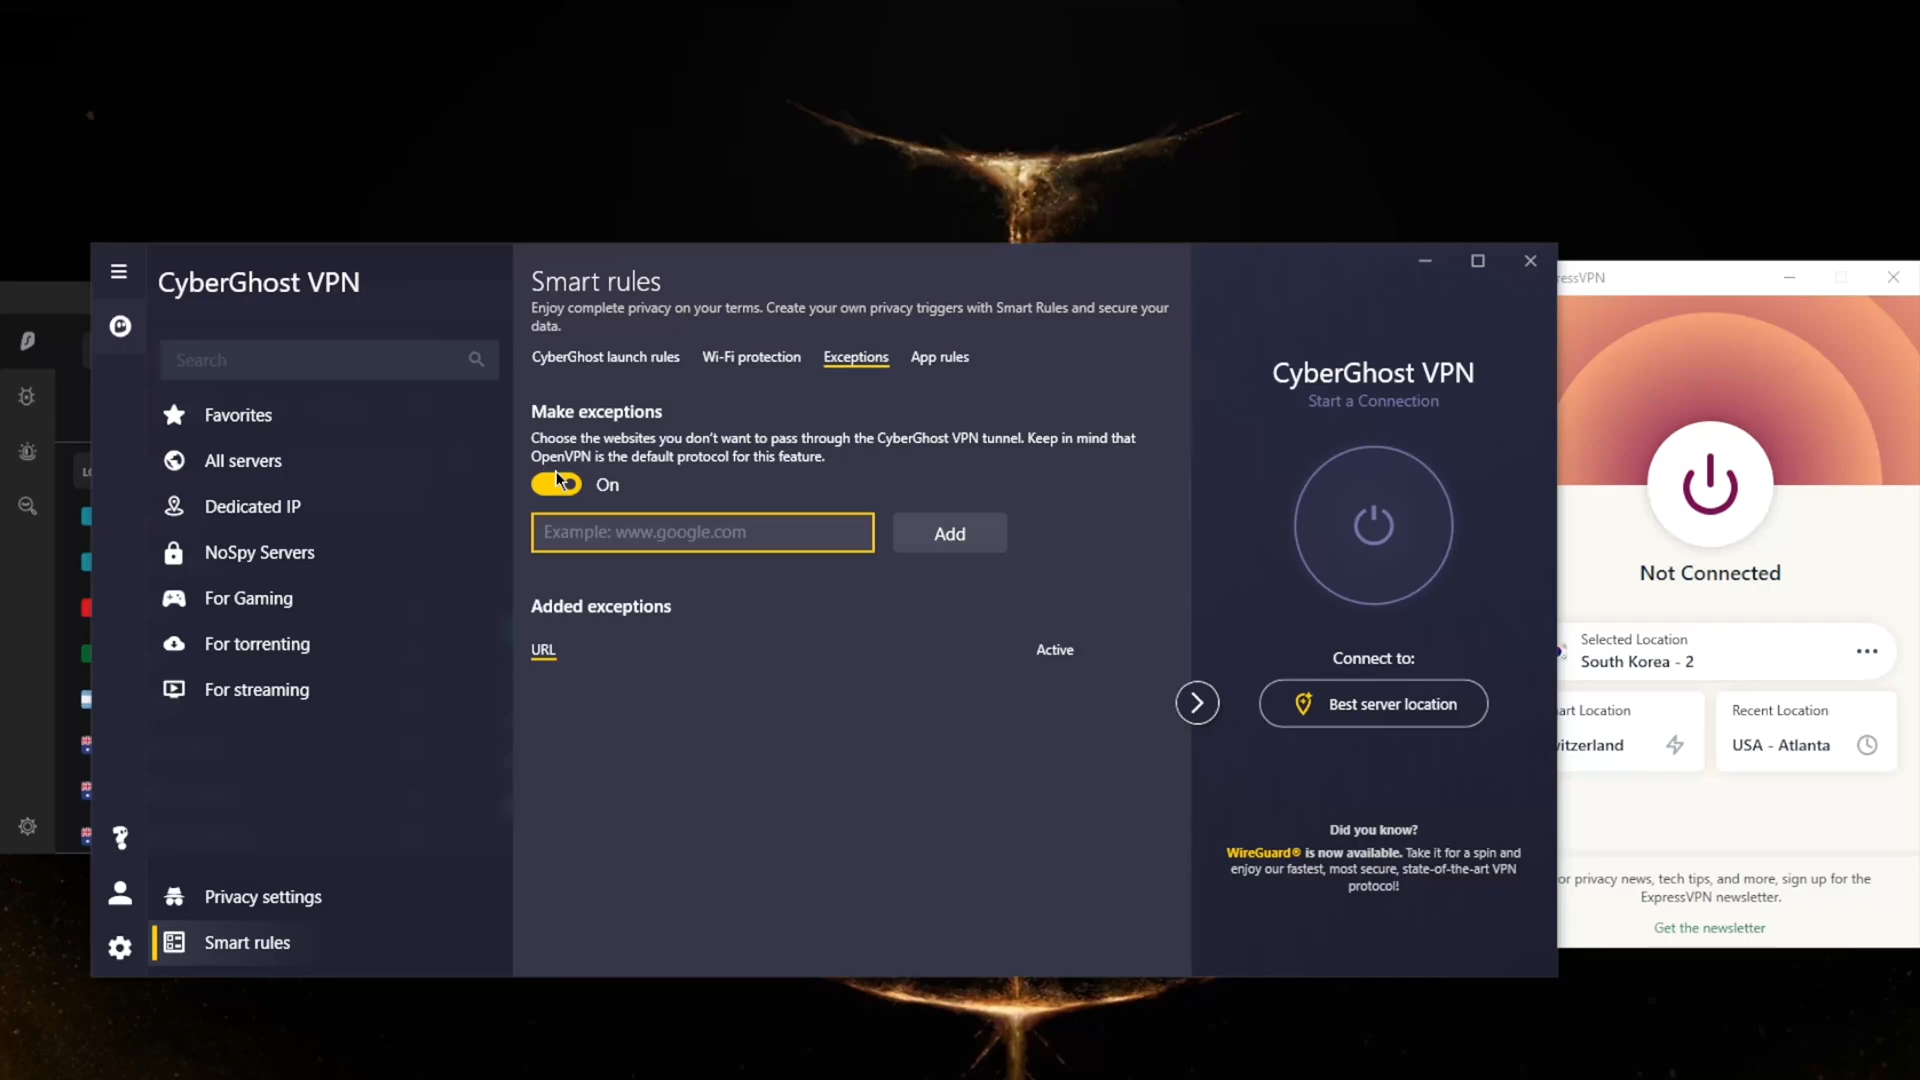 CyberGhost VPN
Search
Favorites
All servers
Dedicated IP
NoSpy Servers
For Gaming
For torrenting
For streaming
Privacy settings
Smart rules
Smart rules
Enjoy complete privacy on your terms. Create your own privacy triggers with Smart Rules and secure your
data.
CyberGhost launch rules
Wi-Fi protection
Exceptions
App rules
Make exceptions
Choose the websites you don't want to pass through the CyberGhost VPN tunnel. Keep in mind that
OpenVPN is the default protocol for this feature.
On
Example: www.google.com
Add
Added exceptions
URL
Active
CyberGhost VPN
Start a Connection
Connect to:
Best server location
Did you know?
WireGuard® is now available. Take it for a spin and
enjoy our fastest, most secure, state-of-the-art VPN
protocol!
ressVPN
Not Connected
Selected Location
South Korea - 2
art Location
vitzerland
Recent Location
USA - Atlanta
or privacy news, tech tips, and more, sign up for the
ExpressVPN newsletter.
Get the newsletter